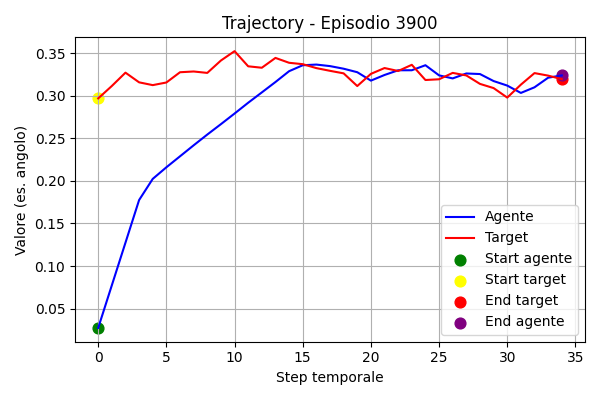 Trajectory - Episodio 3900
Valore (es. angolo)
0.35
0.30
0.25
0.20
0.15
0.10
0.05
0 5 10 15 20 25 30 35
Step temporale
Agente
Target
Start agente
Start target
End target
End agente